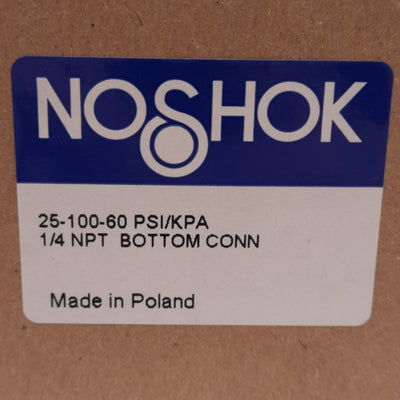 NOSHOK
25-100-60 PSI/KPA
1/4 NPT BOTTOM CONN
Made in Poland